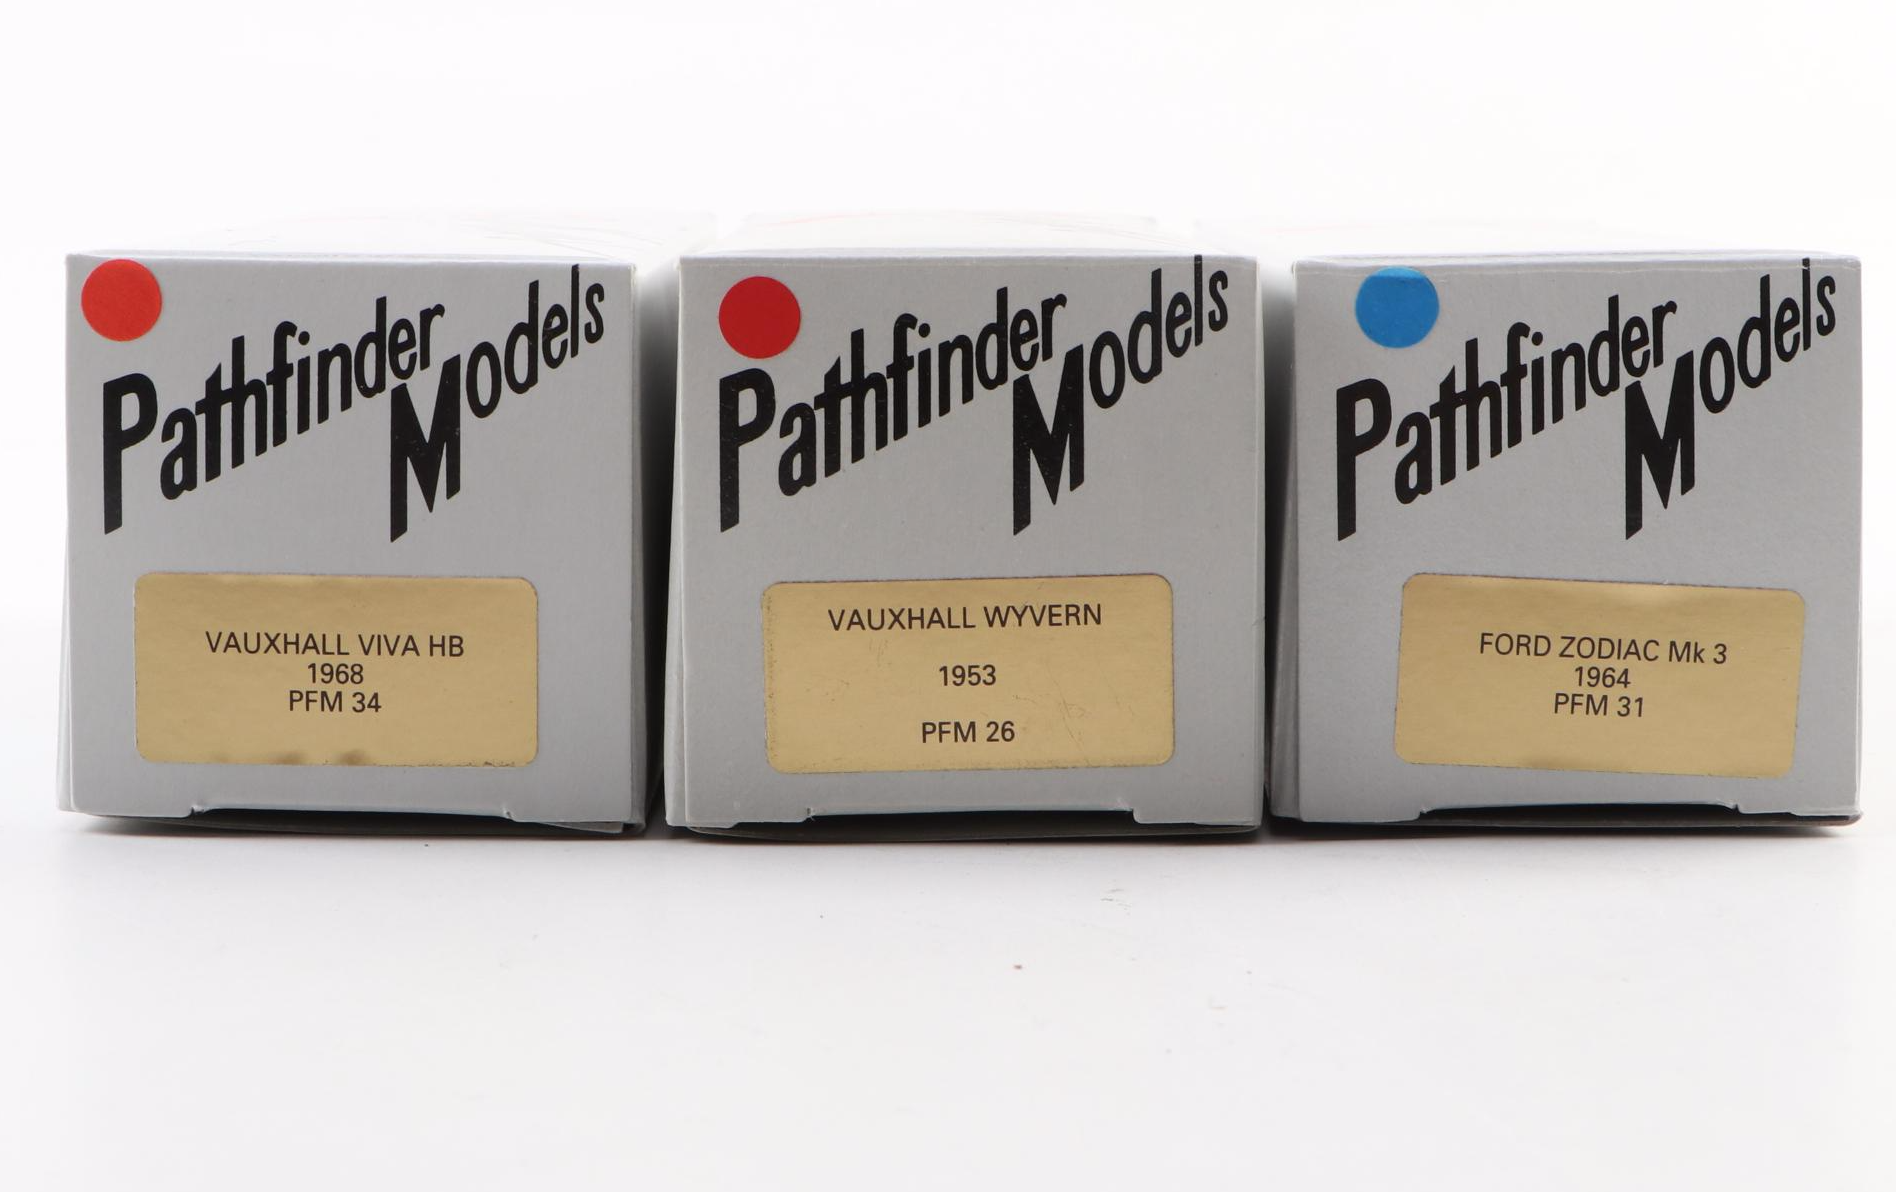 Pathfinder
Models
VAUXHALL VIVA HB
1968
PFM 34
Pathfinder
Models
VAUXHALL WYVERN
1953
PFM 26
Pathfinder
Models
FORD ZODIAC Mk 3
1964
PFM 31